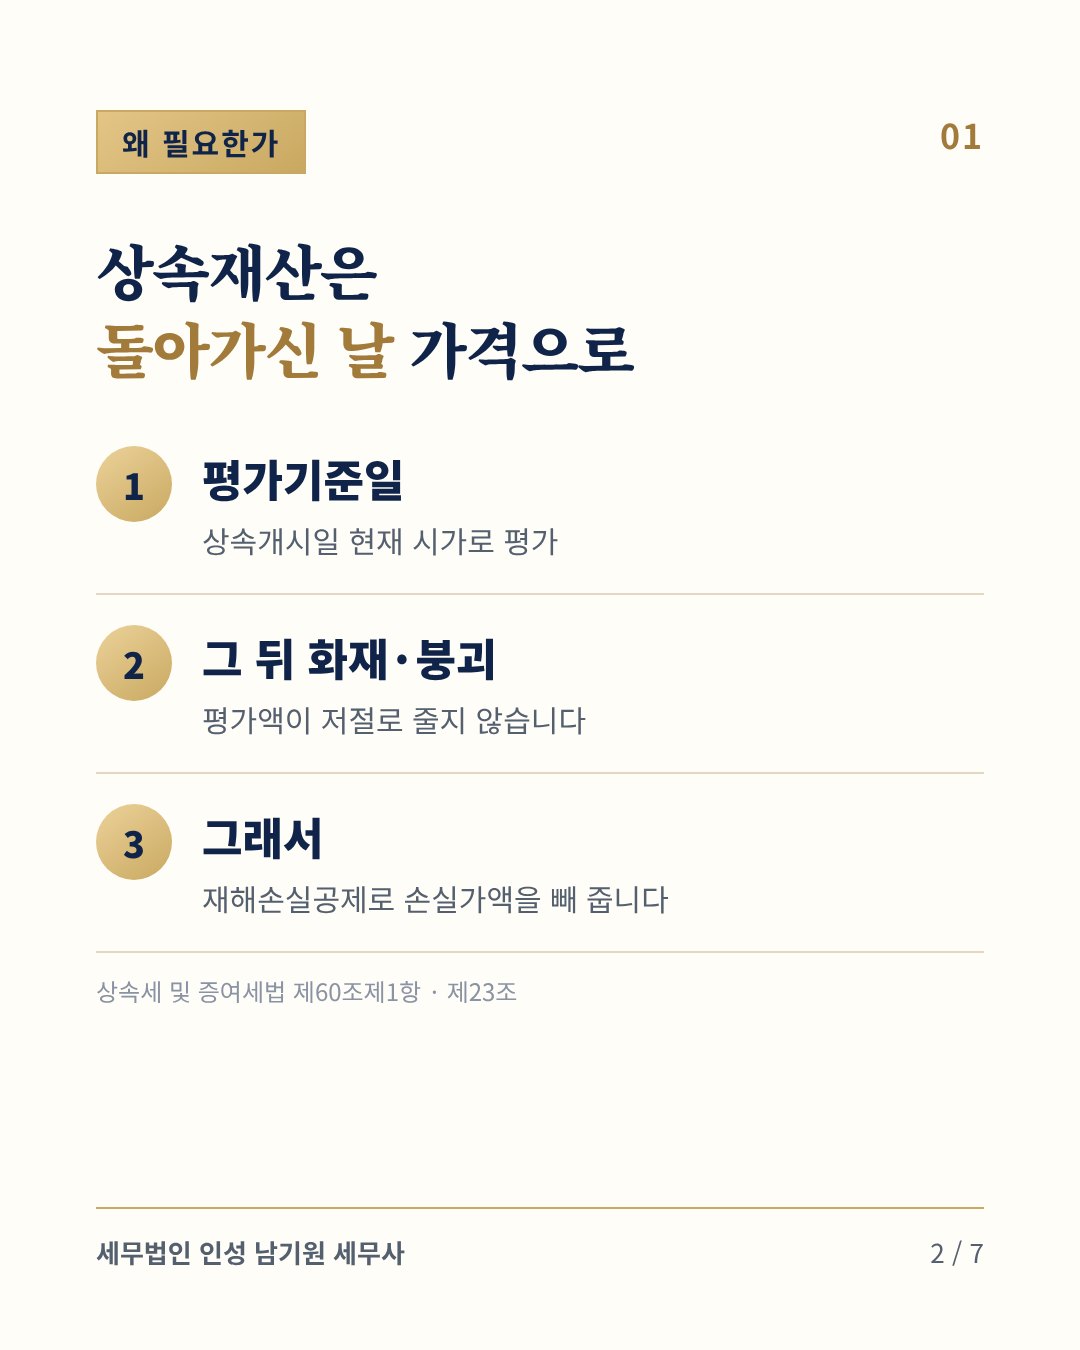 왜 필요한가
01
상속재산은
돌아가신 날 가격으로
1
평가기준일
상속개시일 현재 시가로 평가
2
그 뒤 화재·붕괴
평가액이 저절로 줄지 않습니다
3
그래서
재해손실공제로 손실가액을 빼 줍니다
상속세 및 증여세법 제60조제1항 · 제23조
세무법인 인성 남기원 세무사
2 / 7